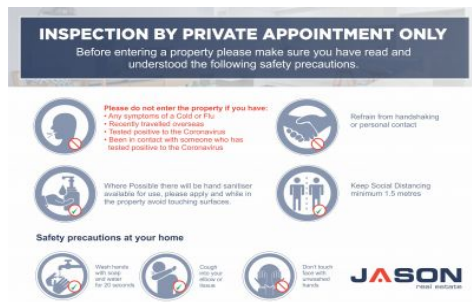 INSPECTION BY PRIVATE APPOINTMENT ONLY
Before entering a property please make sure you have read and
understood the following safety precautions.
Please do not enter the property if you have:
• Any symptoms of a Cold or Flu
• Recently travelled overseas
• Tested positive to the Coronavirus
• Been in contact with someone who has
tested positive to the Coronavirus
Refrain from handshaking
or personal contact
Where Possible there will be hand sanitiser
available for use, please apply and while in
the property avoid touching surfaces.
Keep Social Distancing
minimum 1.5 metres
Safety precautions at your home
Wash hands
with soap
and water
for 20 seconds
Cough
into your
elbow or
tissue
Don't touch
face with
unwashed
hands
JASON
real estate